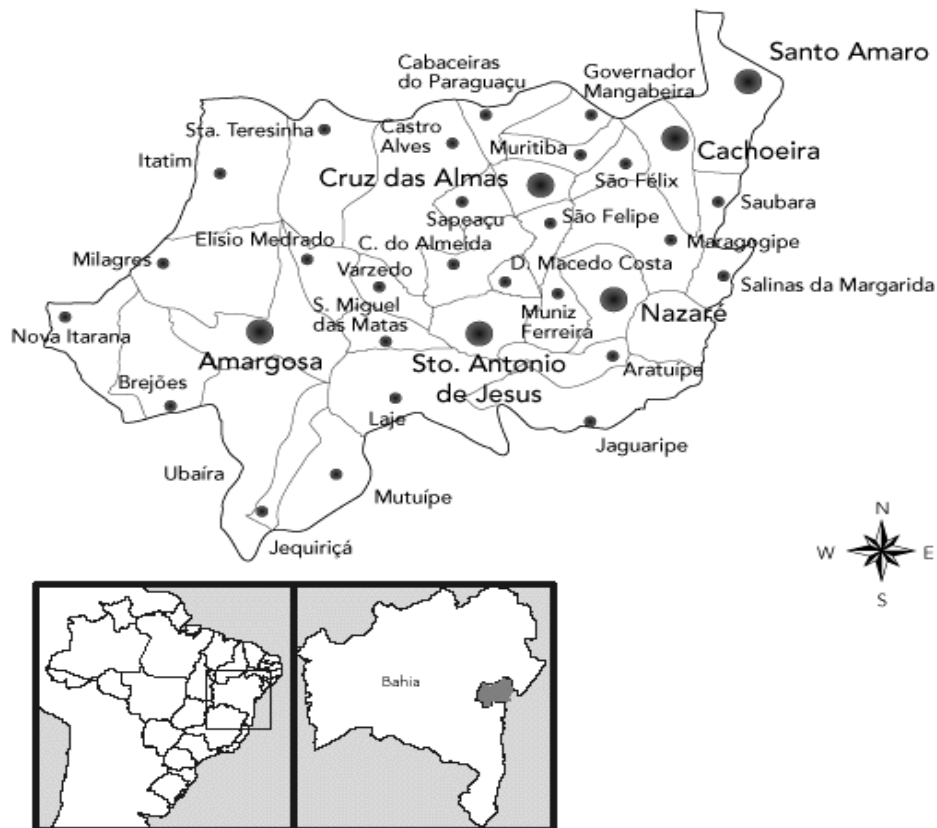 Santo Amaro
Cabaceiras
do Paraguaçu
Governador
Mangabeira
Sta. Teresinha
Castro
Alves
Muritiba
Cachoeira
Itatim
Cruz das Almas
São Félix
Saubara
Sapeaçu
São Felipe
Elísio Medrado
C. do Almeida
Maragogipe
Milagres
Varzedo
D. Macedo Costa
Salinas da Margarida
S. Miguel
das Matas
Muniz
Ferreira
Nazaré
Nova Itarana
Amargosa
Sto. Antonio
de Jesus
Aratuípe
Brejões
Laje
Jaguaripe
Ubaíra
Mutuípe
Jequiriçá
N
W
E
S
Bahia